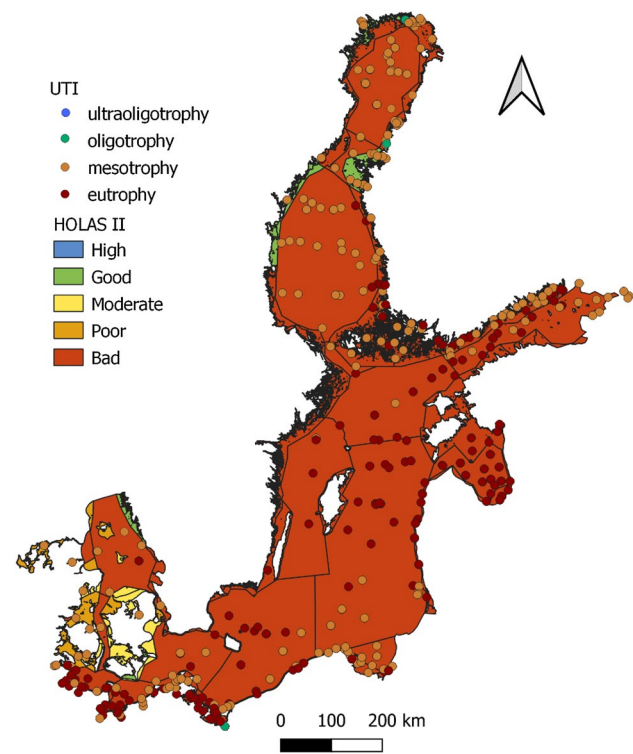 UTI
ultraoligotrophy
oligotrophy
mesotrophy
eutrophy
HOLAS II
High
Good
Moderate
Poor
Bad
0 100 200 km